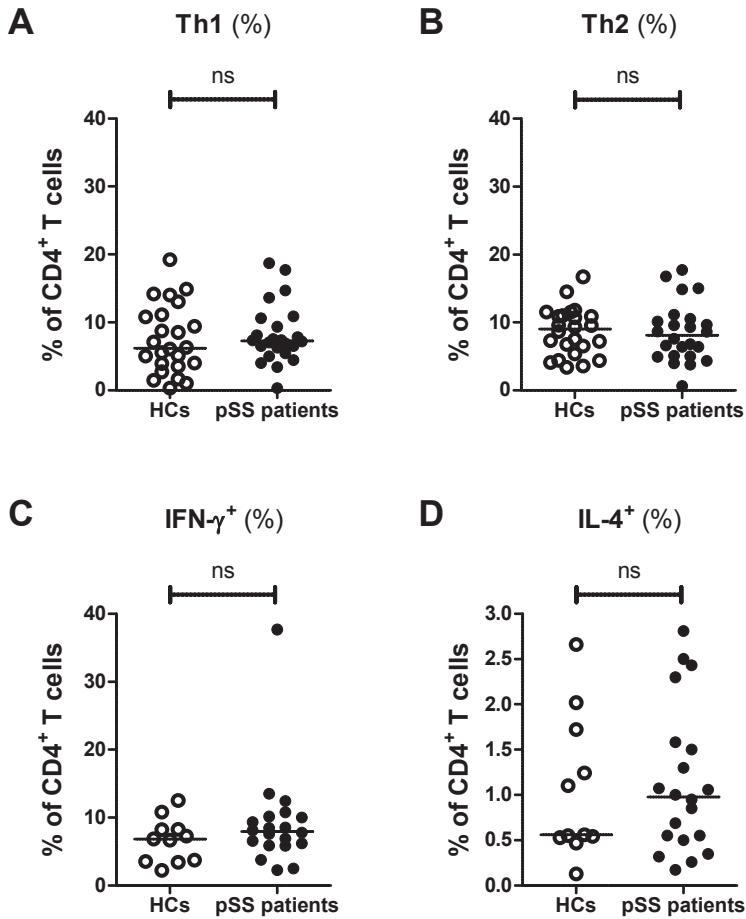 A
Th1 (%)
ns
% of CD4⁺ T cells
40
30
20
10
0
HCs
pSS patients
B
Th2 (%)
ns
% of CD4⁺ T cells
40
30
20
10
0
HCs
pSS patients
C
IFN-γ⁺ (%)
ns
% of CD4⁺ T cells
40
30
20
10
0
HCs
pSS patients
D
IL-4⁺ (%)
ns
% of CD4⁺ T cells
3.0
2.5
2.0
1.5
1.0
0.5
0.0
HCs
pSS patients